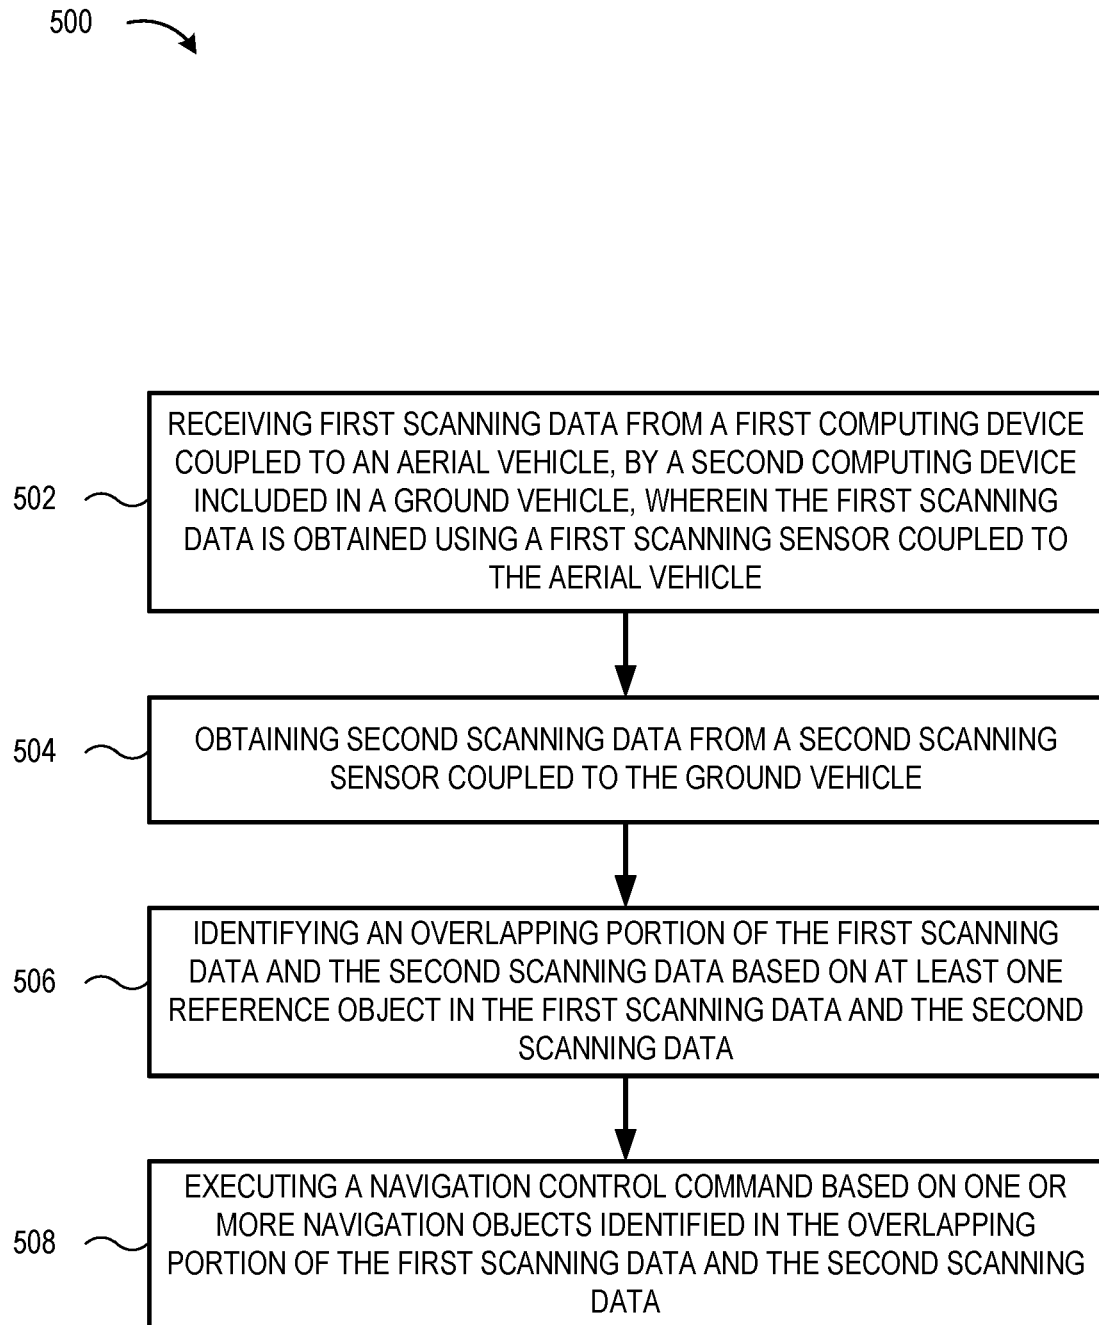 500
502
RECEIVING FIRST SCANNING DATA FROM A FIRST COMPUTING DEVICE
COUPLED TO AN AERIAL VEHICLE, BY A SECOND COMPUTING DEVICE
INCLUDED IN A GROUND VEHICLE, WHEREIN THE FIRST SCANNING
DATA IS OBTAINED USING A FIRST SCANNING SENSOR COUPLED TO
THE AERIAL VEHICLE
504
OBTAINING SECOND SCANNING DATA FROM A SECOND SCANNING
SENSOR COUPLED TO THE GROUND VEHICLE
506
IDENTIFYING AN OVERLAPPING PORTION OF THE FIRST SCANNING
DATA AND THE SECOND SCANNING DATA BASED ON AT LEAST ONE
REFERENCE OBJECT IN THE FIRST SCANNING DATA AND THE SECOND
SCANNING DATA
508
EXECUTING A NAVIGATION CONTROL COMMAND BASED ON ONE OR
MORE NAVIGATION OBJECTS IDENTIFIED IN THE OVERLAPPING
PORTION OF THE FIRST SCANNING DATA AND THE SECOND SCANNING
DATA